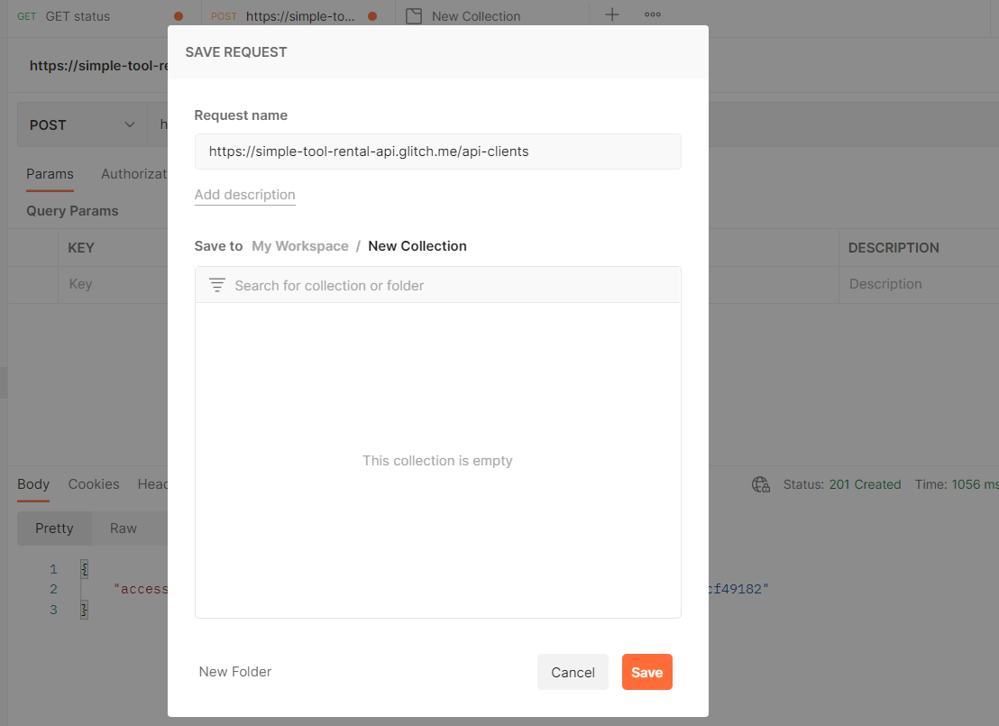 GET GET status POST https://simple-to... New Collection
SAVE REQUEST
https://simple-tool-re
Request name
POST h
https://simple-tool-rental-api.glitch.me/api-clients
Params Authorizat
Add description
Query Params
Save to My Workspace / New Collection
KEY DESCRIPTION
Key Description
Search for collection or folder
This collection is empty
Body Cookies Head Status: 201 Created Time: 1056 ms
Pretty Raw
1 {
2 "access cf49182"
3 }
New Folder Cancel Save